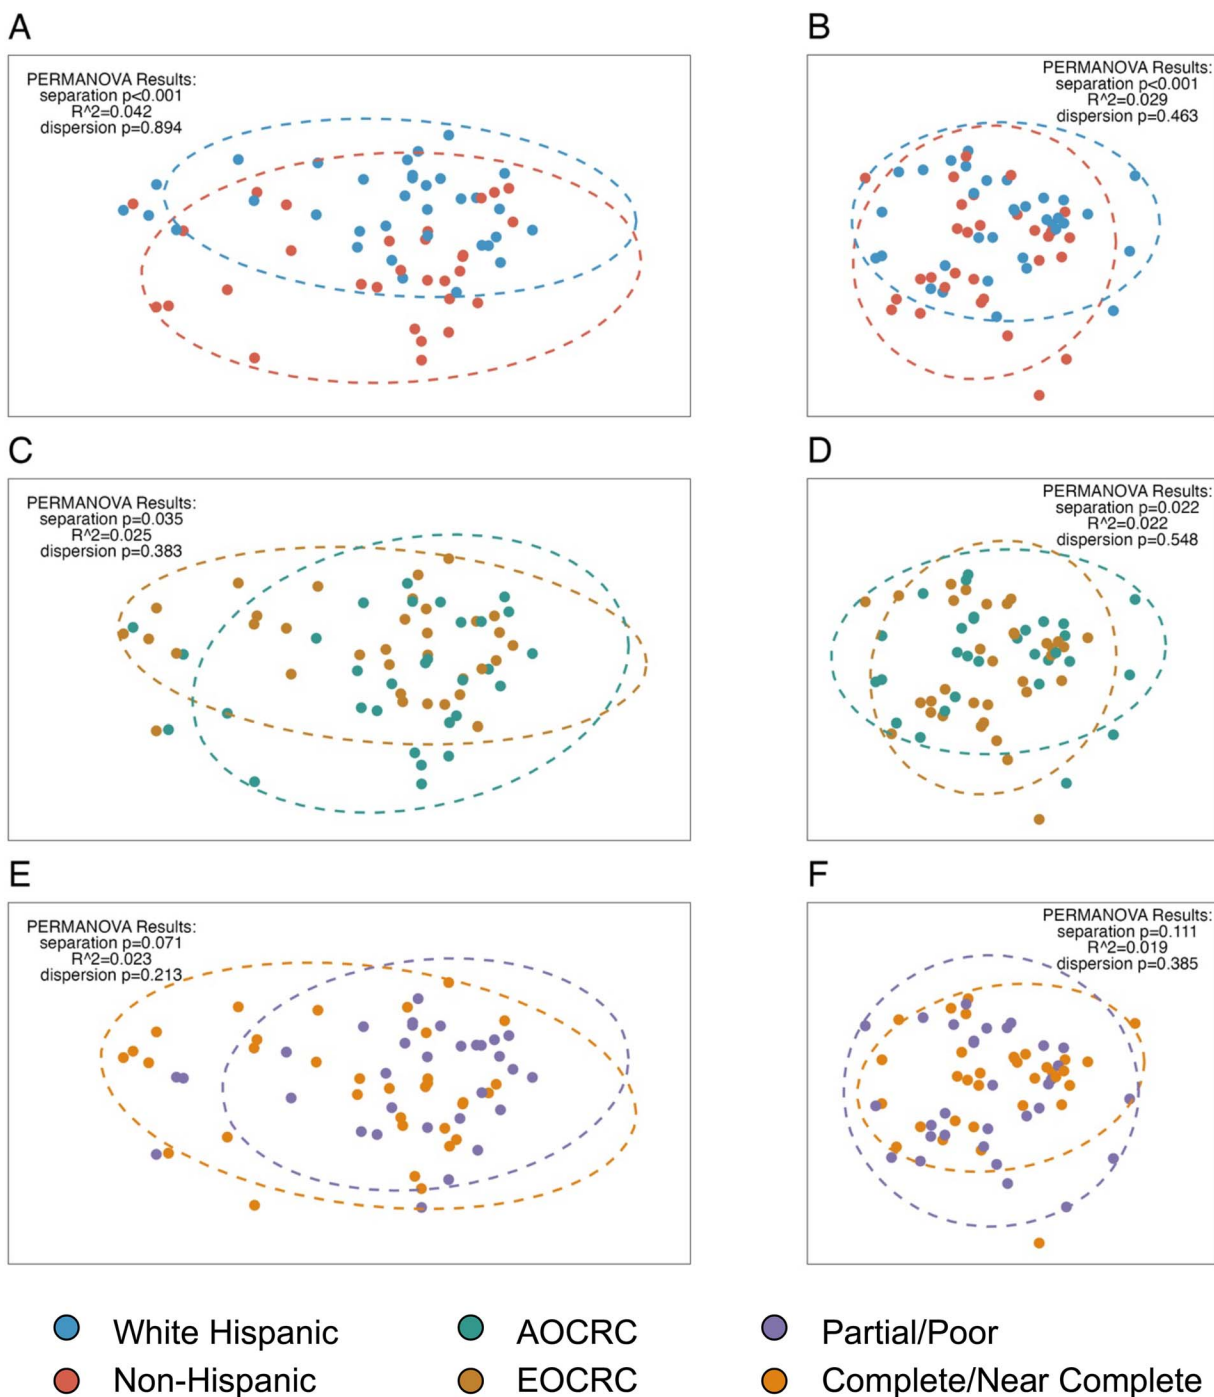 A
PERMANOVA Results:
separation p<0.001
R^2=0.042
dispersion p=0.894
B
PERMANOVA Results:
separation p<0.001
R^2=0.029
dispersion p=0.463
C
PERMANOVA Results:
separation p=0.035
R^2=0.025
dispersion p=0.383
D
PERMANOVA Results:
separation p=0.022
R^2=0.022
dispersion p=0.548
E
PERMANOVA Results:
separation p=0.071
R^2=0.023
dispersion p=0.213
F
PERMANOVA Results:
separation p=0.111
R^2=0.019
dispersion p=0.385
White Hispanic
AOCRC
Partial/Poor
Non-Hispanic
EOCRC
Complete/Near Complete